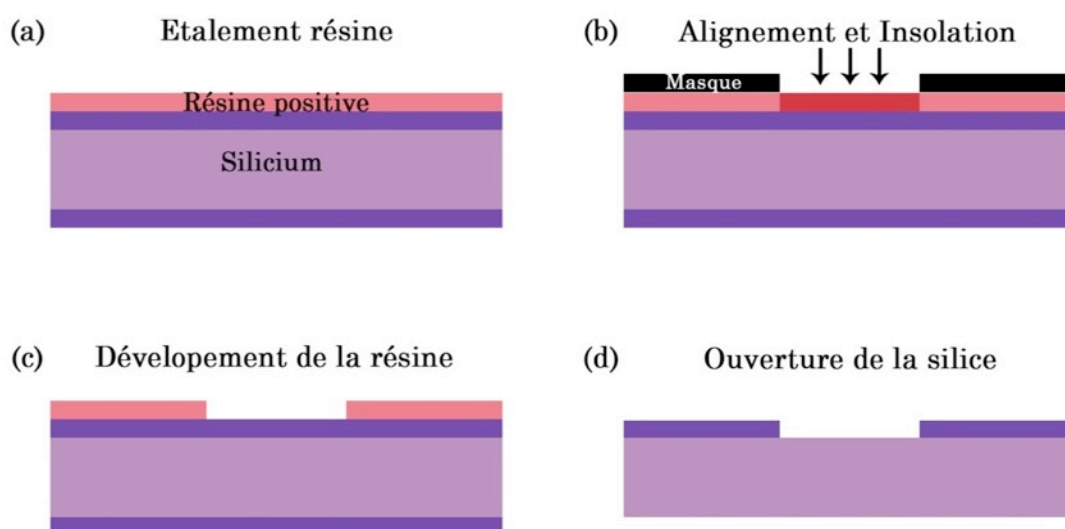 (a) Etalement résine
Résine positive
Silicium
(b) Alignement et Insolation
Masque
(c) Dévelopement de la résine
(d) Ouverture de la silice